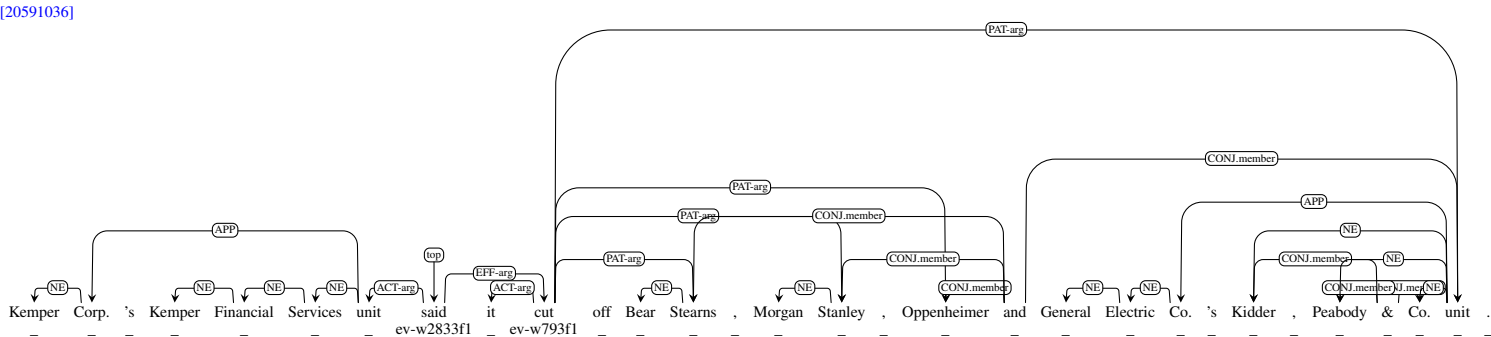 [20591036]
PAT-arg
CONJ.member
PAT-arg
APP
PAT-arg CONJ.member
APP NE
top
PAT-arg CONJ.member CONJ.member NE
EFF-arg
NE NE NE NE ACT-arg ACT-arg NE NE CONJ.member NE NE CONJ.member NE
Kemper Corp. 's Kemper Financial Services unit said it cut off Bear Stearns , Morgan Stanley , Oppenheimer and General Electric Co. 's Kidder , Peabody & Co. unit .
_ _ _ _ _ _ _ ev-w2833f1 _ ev-w793f1 _ _ _ _ _ _ _ _ _ _ _ _ _ _ _ _ _ _ _ _